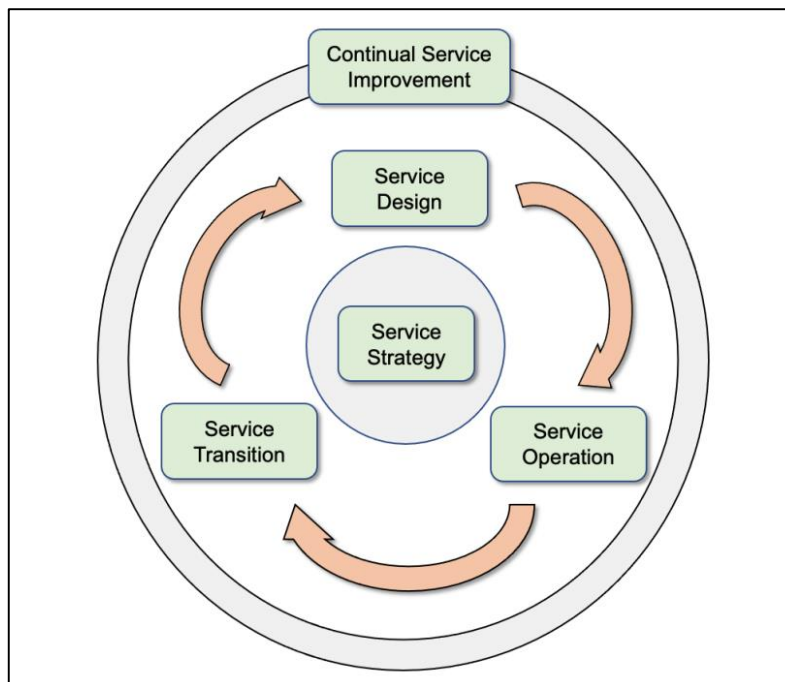 Continual Service
Improvement
Service
Design
Service
Strategy
Service
Transition
Service
Operation